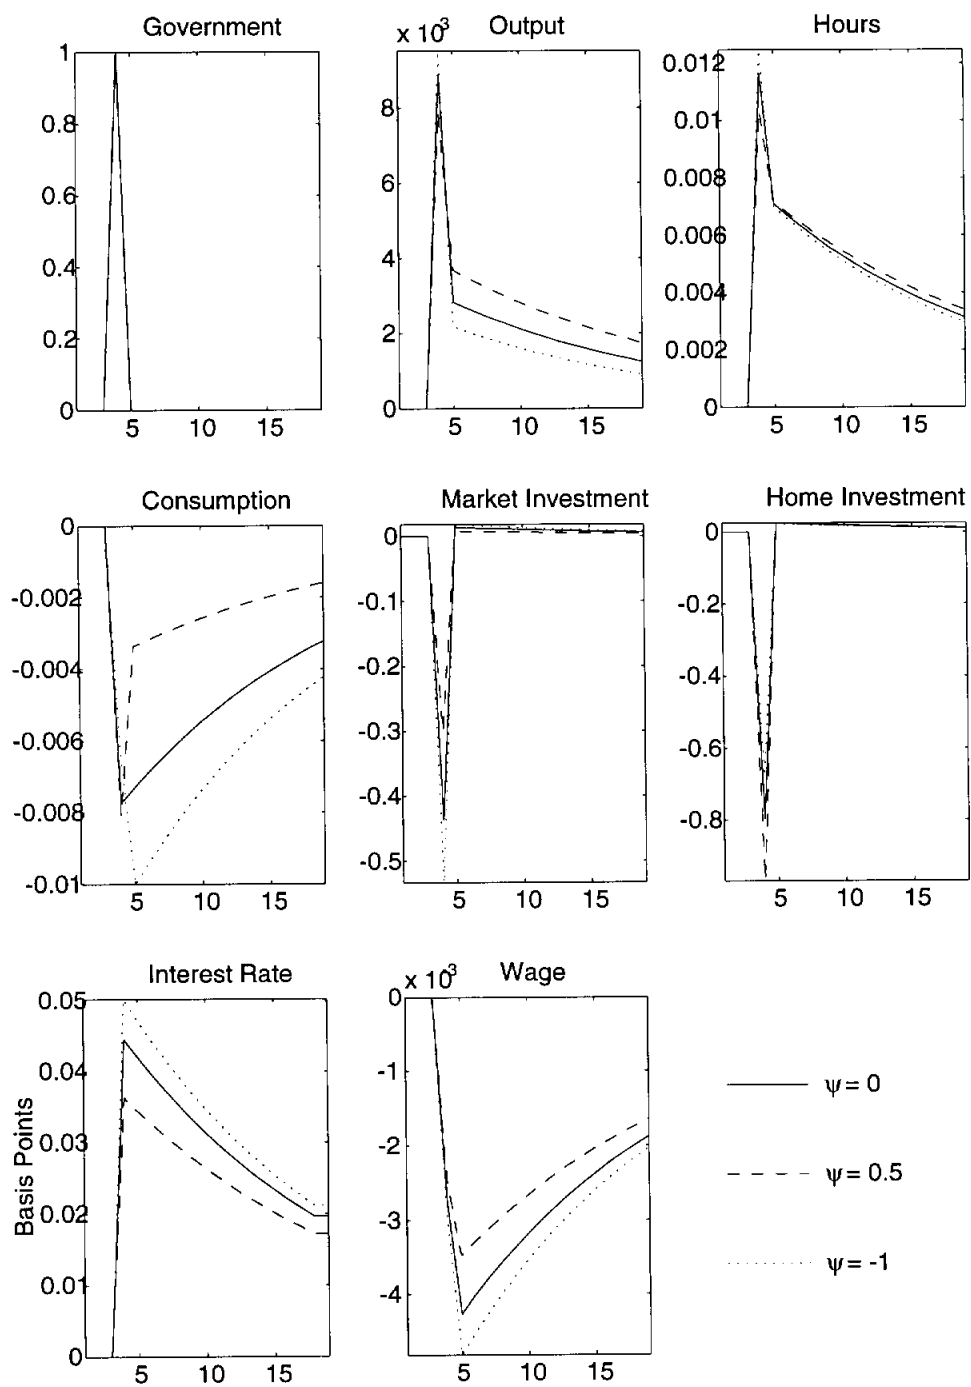 Government
1
0.8
0.6
0.4
0.2
0
5 10 15
Output
x 10³
8
6
4
2
0
5 10 15
Hours
0.012
0.01
0.008
0.006
0.004
0.002
0
5 10 15
Consumption
0
-0.002
-0.004
-0.006
-0.008
-0.01
5 10 15
Market Investment
0
-0.1
-0.2
-0.3
-0.4
-0.5
5 10 15
Home Investment
0
-0.2
-0.4
-0.6
-0.8
5 10 15
Interest Rate
Basis Points
0.05
0.04
0.03
0.02
0.01
0
5 10 15
Wage
x 10³
0
-1
-2
-3
-4
5 10 15
ψ = 0
ψ = 0.5
ψ = -1